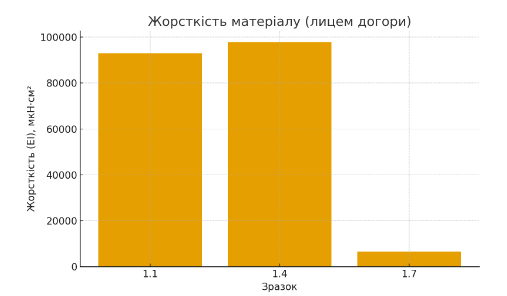 Жорсткість матеріалу (лицем догори)
Жорсткість (EI), мкН·см²
100000
80000
60000
40000
20000
0
1.1 1.4 1.7
Зразок